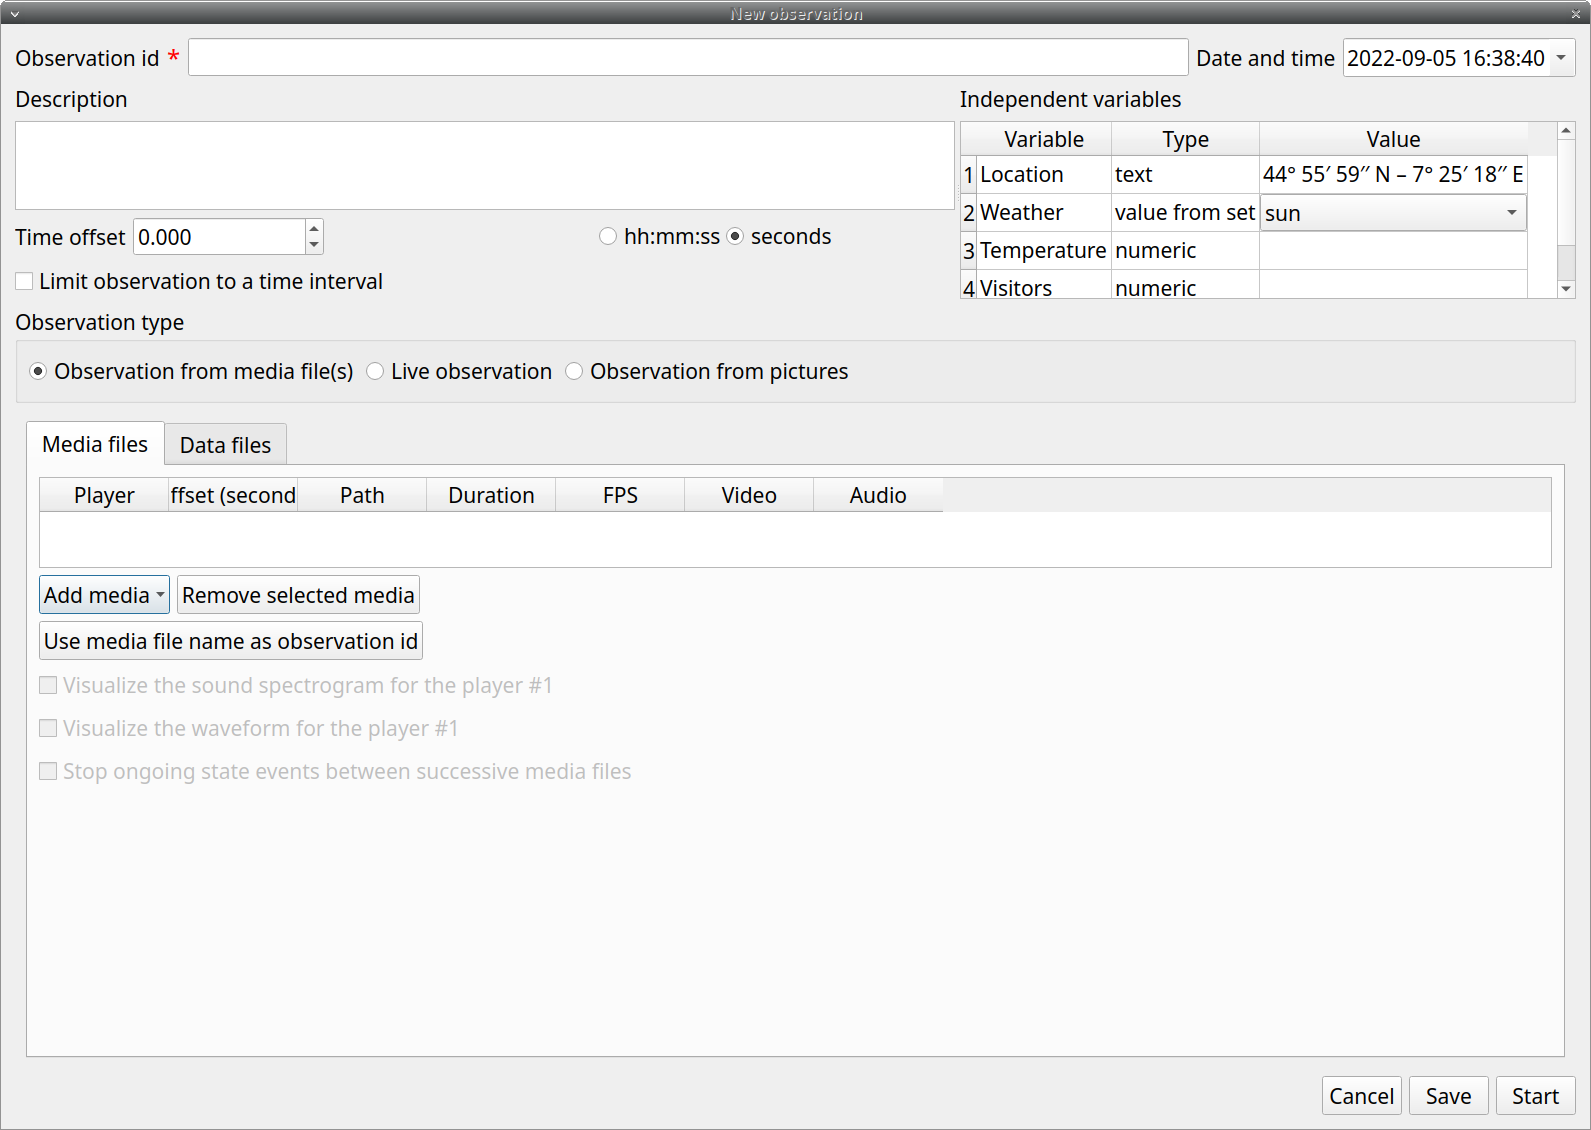 New observation
Observation id * Date and time 2022-09-05 16:38:40
Description
Independent variables
Variable Type Value
1 Location text 44° 55′ 59′′ N – 7° 25′ 18′′ E
2 Weather value from set sun
3 Temperature numeric
4 Visitors numeric
Time offset 0.000 hh:mm:ss seconds
Limit observation to a time interval
Observation type
Observation from media file(s) Live observation Observation from pictures
Media files Data files
Player ffset (second Path Duration FPS Video Audio
Add media Remove selected media
Use media file name as observation id
Visualize the sound spectrogram for the player #1
Visualize the waveform for the player #1
Stop ongoing state events between successive media files
Cancel Save Start